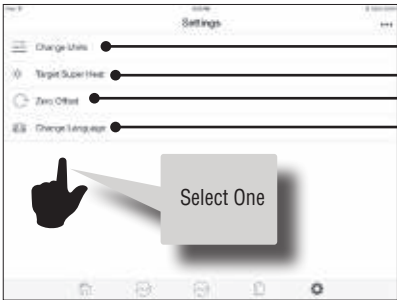 Settings
Change Units
Target Super Heat
Zero Offset
Change Language
Select One